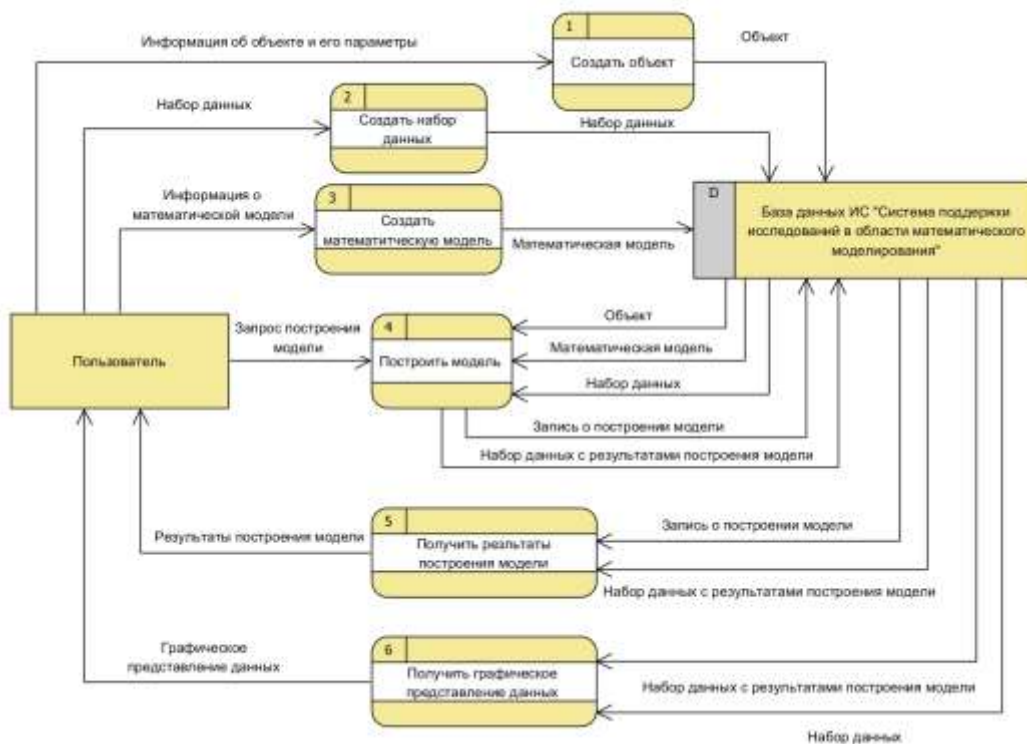 1
Информация об объекте и его параметры
Объект
Создать объект
2
Набор данных
Создать набор
данных
Набор данных
Информация о
математической модели
3
Создать
математитческую модель
Математическая модель
D
База данных ИС "Система поддержки
исследований в области математического
моделирования"
Пользователь
Запрос построения
модели
4
Построить модель
Объект
Математическая модель
Набор данных
Запись о построении модели
Набор данных с результатами построения модели
5
Получить резльтаты
построения модели
Результаты построения модели
Запись о построении модели
Набор данных с результатами построения модели
6
Получить графическое
представление данных
Графическое
представление данных
Набор данных с результатами построения модели
Набор данных